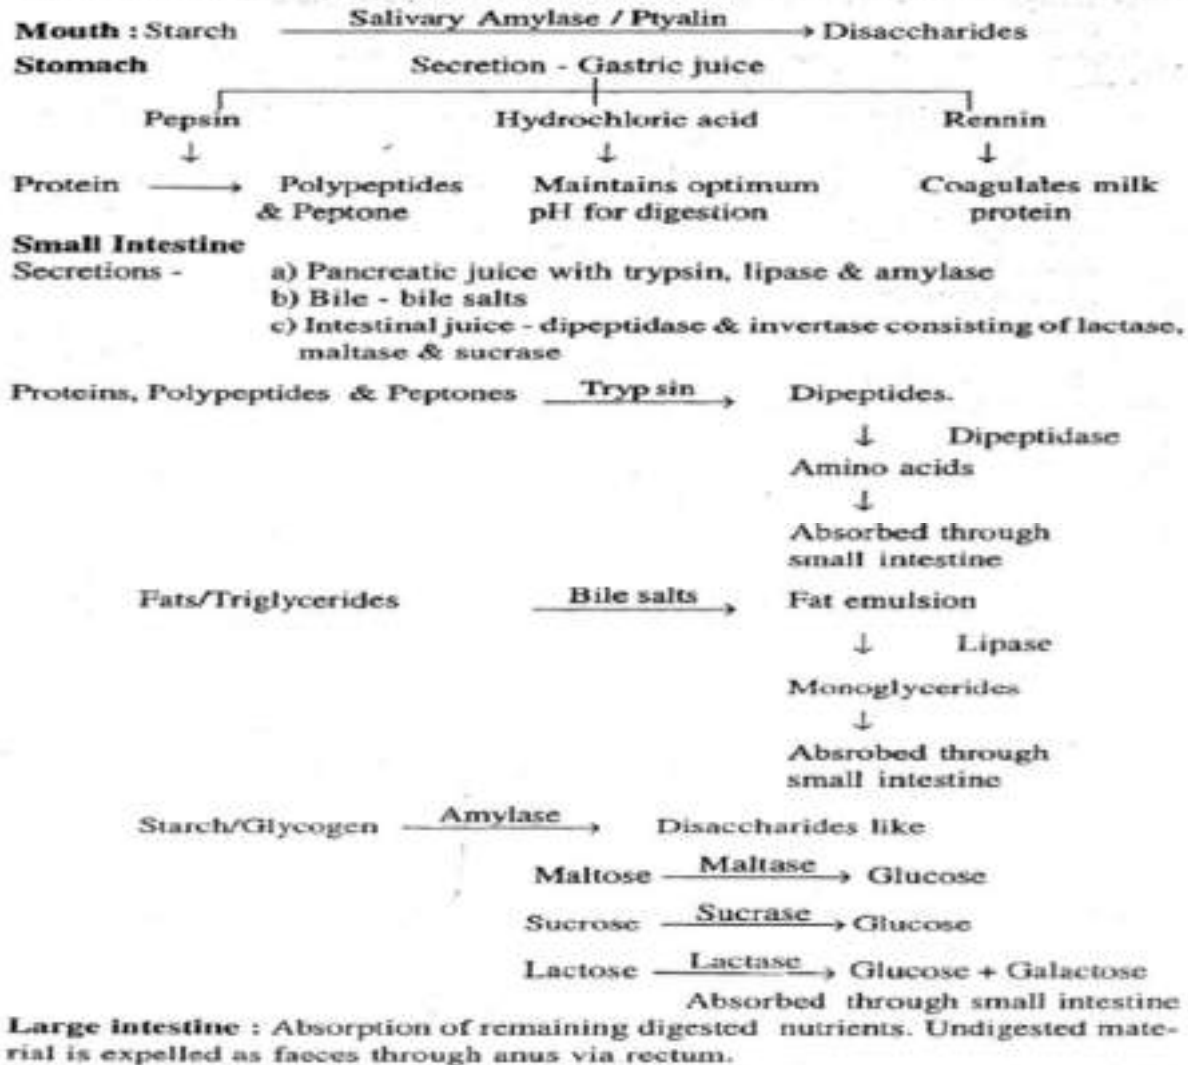 Mouth : Starch Salivary Amylase / Ptyalin Disaccharides
Stomach Secretion - Gastric juice
Pepsin Hydrochloric acid Rennin
↓ ↓ ↓
Protein → Polypeptides Maintains optimum Coagulates milk
& Peptone pH for digestion protein
Small Intestine
Secretions - a) Pancreatic juice with trypsin, lipase & amylase
b) Bile - bile salts
c) Intestinal juice - dipeptidase & invertase consisting of lactase,
maltase & sucrase
Proteins, Polypeptides & Peptones Tryp sin → Dipeptides.
↓ Dipeptidase
Amino acids
↓
Absorbed through
small intestine
Fats/Triglycerides Bile salts → Fat emulsion
↓ Lipase
Monoglycerides
↓
Absrobed through
small intestine
Starch/Glycogen Amylase → Disaccharides like
Maltose Maltase → Glucose
Sucrose Sucrase → Glucose
Lactose Lactase → Glucose + Galactose
Absorbed through small intestine
Large intestine : Absorption of remaining digested nutrients. Undigested mate-
rial is expelled as faeces through anus via rectum.